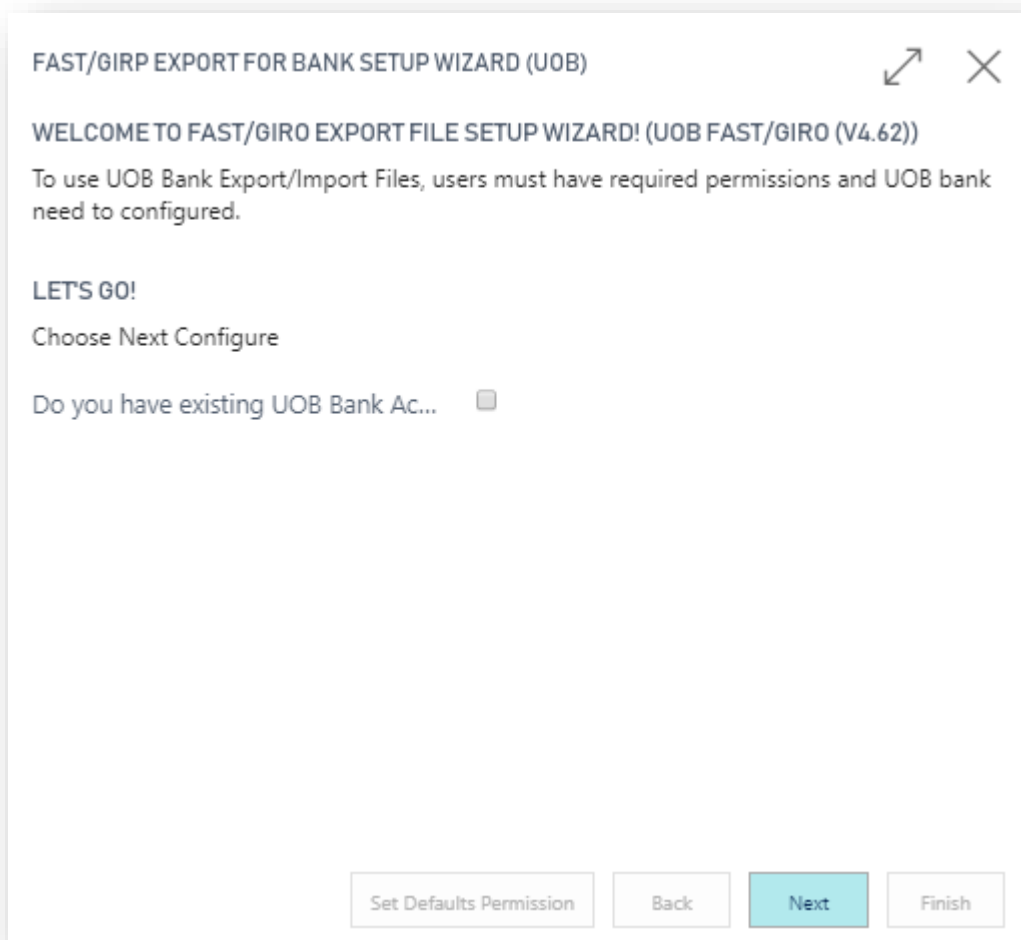 FAST/GIRP EXPORT FOR BANK SETUP WIZARD (UOB)
WELCOME TO FAST/GIRO EXPORT FILE SETUP WIZARD! (UOB FAST/GIRO (V4.62))
To use UOB Bank Export/Import Files, users must have required permissions and UOB bank
need to configured.
LET'S GO!
Choose Next Configure
Do you have existing UOB Bank Ac...
Set Defaults Permission
Back
Next
Finish